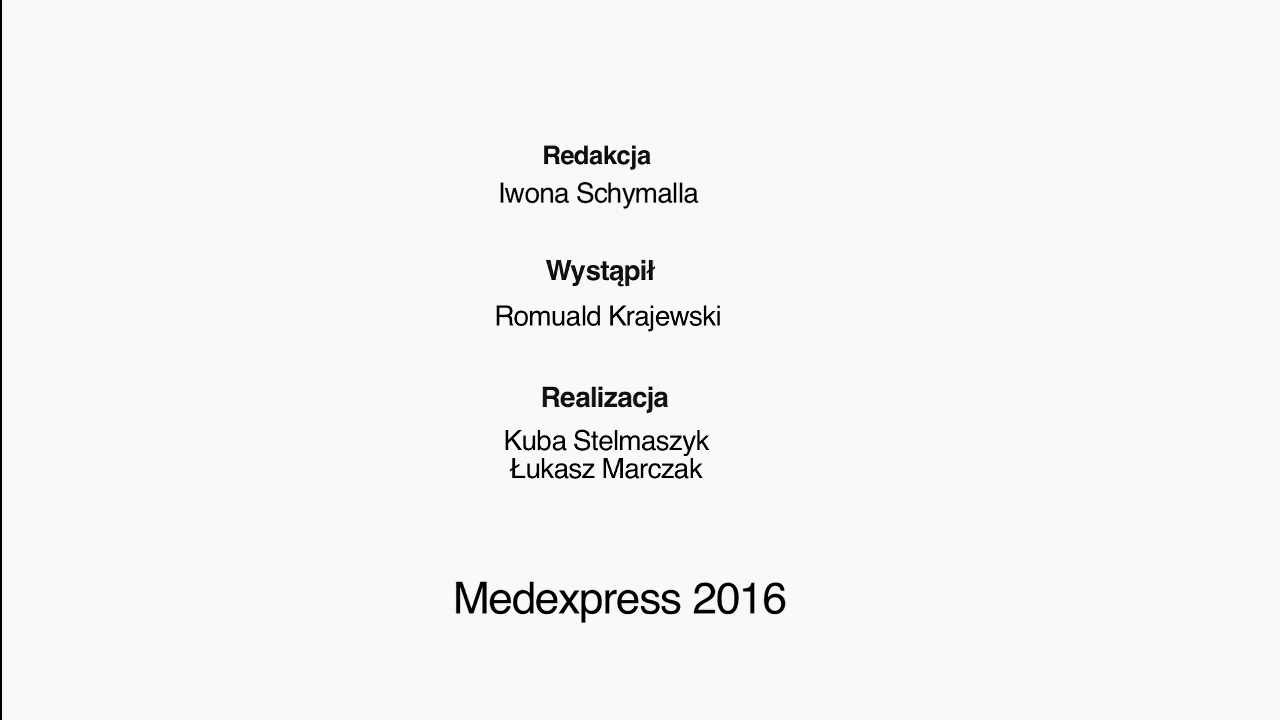 Redakcja
Iwona Schymalla
Wystąpił
Romuald Krajewski
Realizacja
Kuba Stelmaszyk
Łukasz Marczak
Medexpress 2016